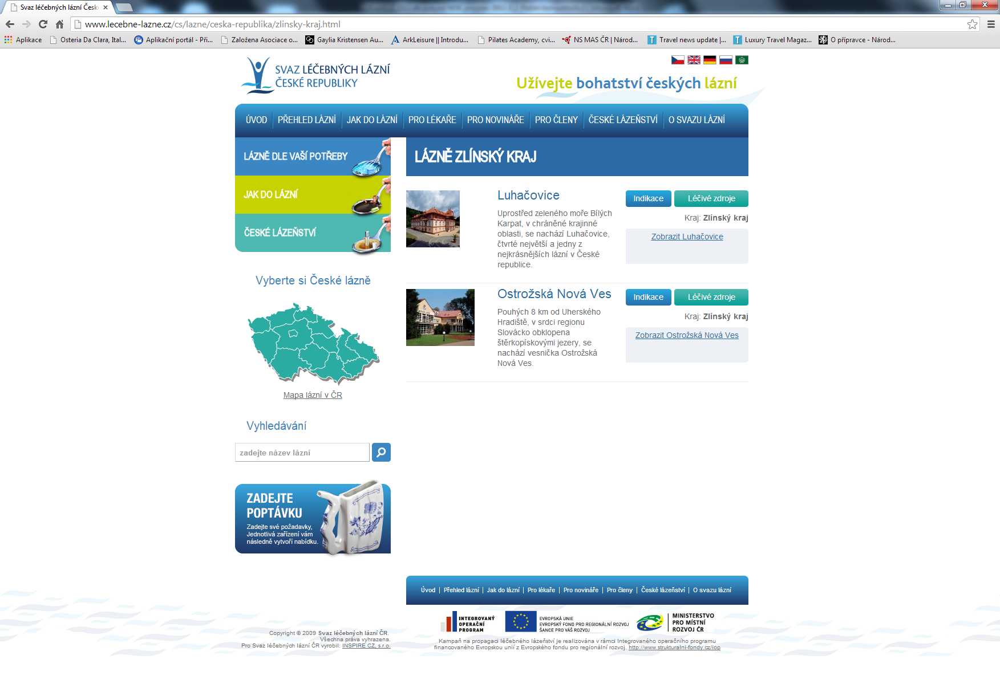 Svaz léčebných lázní Česk
www.lecebne-lazne.cz/cs/lazne/ceska-republika/zlinsky-kraj.html
Aplikace
Osteria Da Clara, Ital...
Aplikační portál - Při...
Založena Asociace o...
Gaylia Kristensen Au...
ArkLeisure || Introdu...
Pilates Academy, cvi...
NS MAS ČR | Národ...
Travel news update |...
Luxury Travel Magaz...
O přípravce - Národ...
SVAZ LÉČEBNÝCH LÁZNÍ
ČESKÉ REPUBLIKY
Užívejte bohatství českých lázní
ÚVOD
PŘEHLED LÁZNÍ
JAK DO LÁZNÍ
PRO LÉKAŘE
PRO NOVINÁŘE
PRO ČLENY
ČESKÉ LÁZEŇSTVÍ
O SVAZU LÁZNÍ
LÁZNĚ DLE VAŠÍ POTŘEBY
JAK DO LÁZNÍ
ČESKÉ LÁZEŇSTVÍ
Vyberte si České lázně
Mapa lázní v ČR
Vyhledávání
zadejte název lázní
ZADEJTE
POPTÁVKU
Zadejte své požadavky,
Jednotlivá zařízení vám
následně vytvoří nabídku.
LÁZNĚ ZLÍNSKÝ KRAJ
Luhačovice
Uprostřed zeleného moře Bílých
Karpat, v chráněné krajinné
oblasti, se nachází Luhačovice,
čtvrté největší a jedny z
nejkrásnějších lázní v České
republice.
Indikace
Léčivé zdroje
Kraj: Zlínský kraj
Zobrazit Luhačovice
Ostrožská Nová Ves
Pouhých 8 km od Uherského
Hradiště, v srdci regionu
Slovácko obklopena
štěrkopískovými jezery, se
nachází vesnička Ostrožská
Nová Ves.
Indikace
Léčivé zdroje
Kraj: Zlínský kraj
Zobrazit Ostrožská Nová Ves
Úvod | Přehled lázní | Jak do lázní | Pro lékaře | Pro novináře | Pro členy | České lázeňství | O svazu lázní
INTEGROVANÝ
OPERAČNÍ
PROGRAM
EVROPSKÁ UNIE
EVROPSKÝ FOND PRO REGIONÁLNÍ ROZVOJ
ŠANCE PRO VÁŠ ROZVOJ
MINISTERSTVO
PRO MÍSTNÍ
ROZVOJ ČR
Copyright © 2009 Svaz léčebných lázní ČR.
Všechna práva vyhrazena.
Pro Svaz léčebných lázní ČR vyrobil: INSPIRE CZ, s.r.o.
Kampaň na propagaci léčebného lázeňství je realizována v rámci Integrovaného operačního programu
financovaného Evropskou unií z Evropského fondu pro regionální rozvoj. http://www.strukturalni-fondy.cz/iop